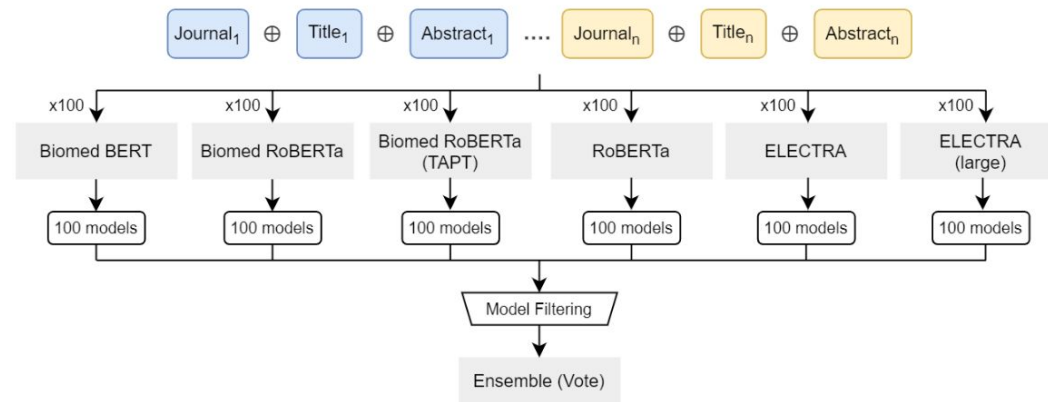 Journal₁ ⊕ Title₁ ⊕ Abstract₁ .... Journalₙ ⊕ Titleₙ ⊕ Abstractₙ
x100 x100 x100 x100 x100 x100
Biomed BERT Biomed RoBERTa Biomed RoBERTa (TAPT) RoBERTa ELECTRA ELECTRA (large)
100 models 100 models 100 models 100 models 100 models 100 models
Model Filtering
Ensemble (Vote)